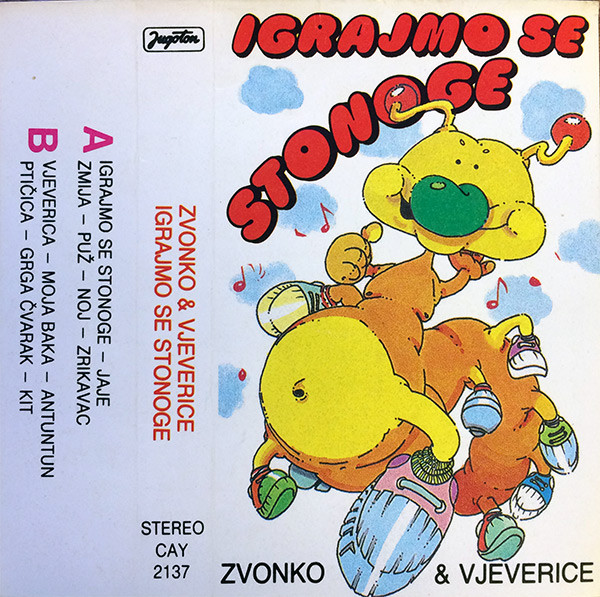 A
IGRAJMO SE STONOGE – JAJE
ZMIJA – PUŽ – NOJ – ZRIKAVAC
B
VJEVERICA – MOJA BAKA – ANTUNTUN
PTIČICA – GRGA ČVARAK – KIT
Jugoton
ZVONKO & VJEVERICE
IGRAJMO SE STONOGE
STEREO
CAY
2137
IGRAJMO SE
STONOGE
ZVONKO & VJEVERICE